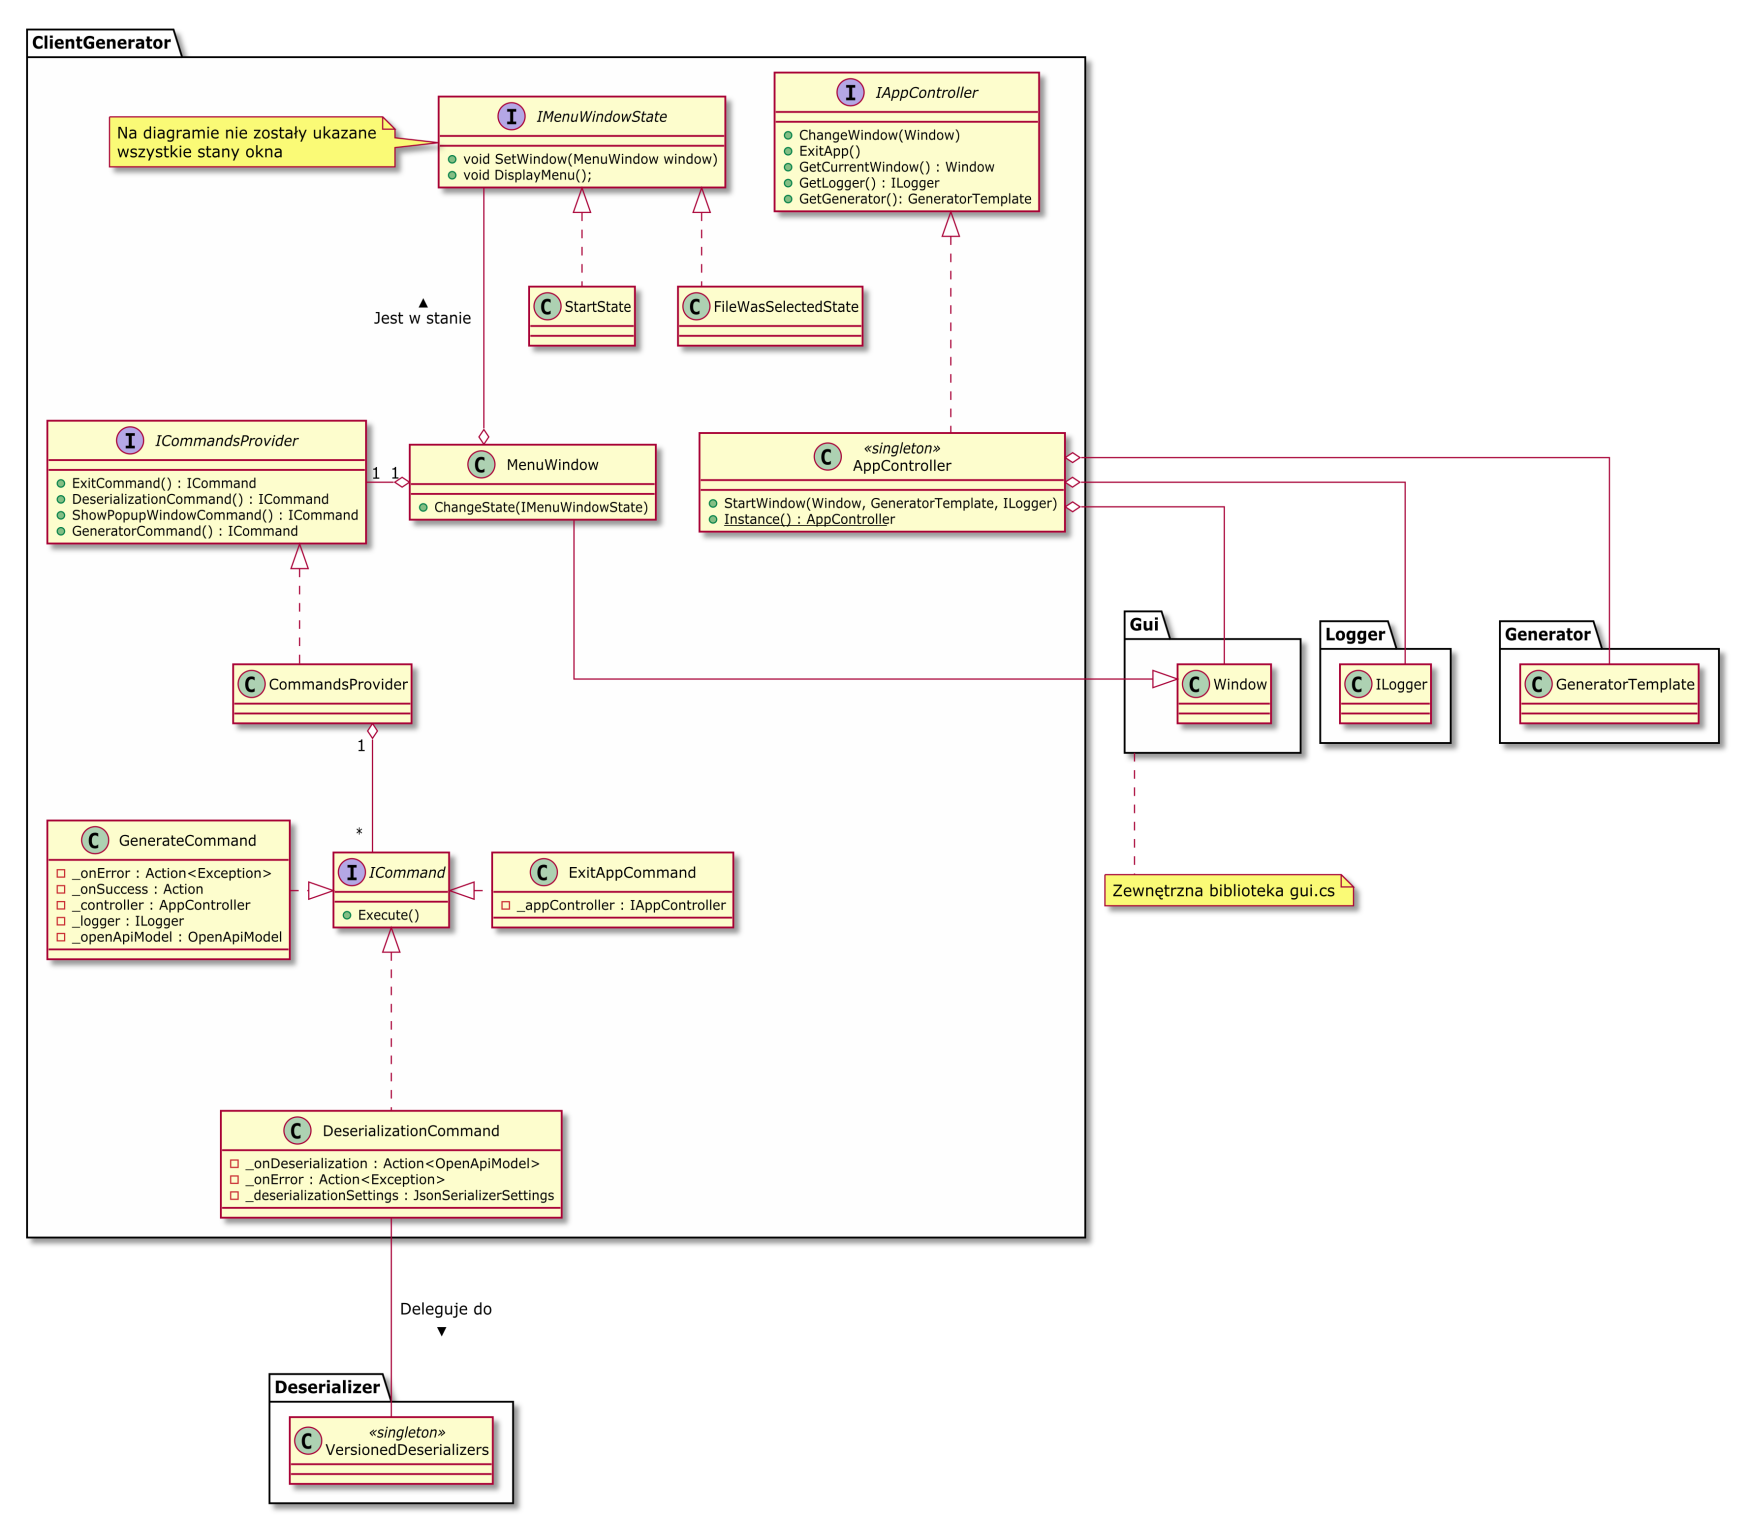 ClientGenerator
I IMenuWindowState
void SetWindow(MenuWindow window)
void DisplayMenu();
Na diagramie nie zostały ukazane
wszystkie stany okna
I IAppController
ChangeWindow(Window)
ExitApp()
GetCurrentWindow() : Window
GetLogger() : ILogger
GetGenerator(): GeneratorTemplate
C StartState
C FileWasSelectedState
▲
Jest w stanie
I ICommandsProvider
ExitCommand() : ICommand
DeserializationCommand() : ICommand
ShowPopupWindowCommand() : ICommand
GeneratorCommand() : ICommand
1 1
C MenuWindow
ChangeState(IMenuWindowState)
«singleton»
C AppController
StartWindow(Window, GeneratorTemplate, ILogger)
Instance() : AppController
Gui
C Window
Logger
C ILogger
Generator
C GeneratorTemplate
C CommandsProvider
1
*
C GenerateCommand
_onError : Action<Exception>
_onSuccess : Action
_controller : AppController
_logger : ILogger
_openApiModel : OpenApiModel
I ICommand
Execute()
C ExitAppCommand
_appController : IAppController
Zewnętrzna biblioteka gui.cs
C DeserializationCommand
_onDeserialization : Action<OpenApiModel>
_onError : Action<Exception>
_deserializationSettings : JsonSerializerSettings
Deleguje do
▼
Deserializer
«singleton»
C VersionedDeserializers